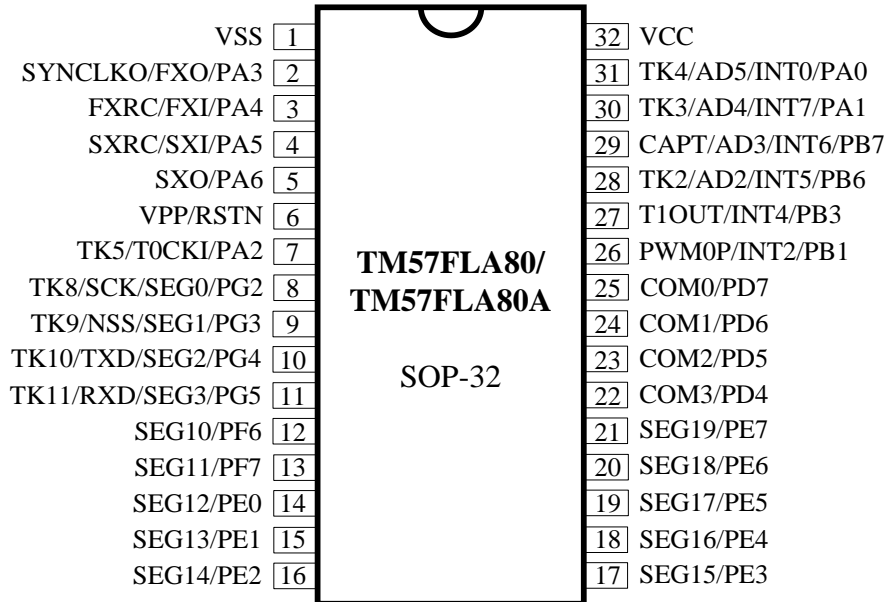 VSS 1
SYNCLKO/FXO/PA3 2
FXRC/FXI/PA4 3
SXRC/SXI/PA5 4
SXO/PA6 5
VPP/RSTN 6
TK5/T0CKI/PA2 7
TK8/SCK/SEG0/PG2 8
TK9/NSS/SEG1/PG3 9
TK10/TXD/SEG2/PG4 10
TK11/RXD/SEG3/PG5 11
SEG10/PF6 12
SEG11/PF7 13
SEG12/PE0 14
SEG13/PE1 15
SEG14/PE2 16
TM57FLA80/
TM57FLA80A
SOP-32
32 VCC
31 TK4/AD5/INT0/PA0
30 TK3/AD4/INT7/PA1
29 CAPT/AD3/INT6/PB7
28 TK2/AD2/INT5/PB6
27 T1OUT/INT4/PB3
26 PWM0P/INT2/PB1
25 COM0/PD7
24 COM1/PD6
23 COM2/PD5
22 COM3/PD4
21 SEG19/PE7
20 SEG18/PE6
19 SEG17/PE5
18 SEG16/PE4
17 SEG15/PE3